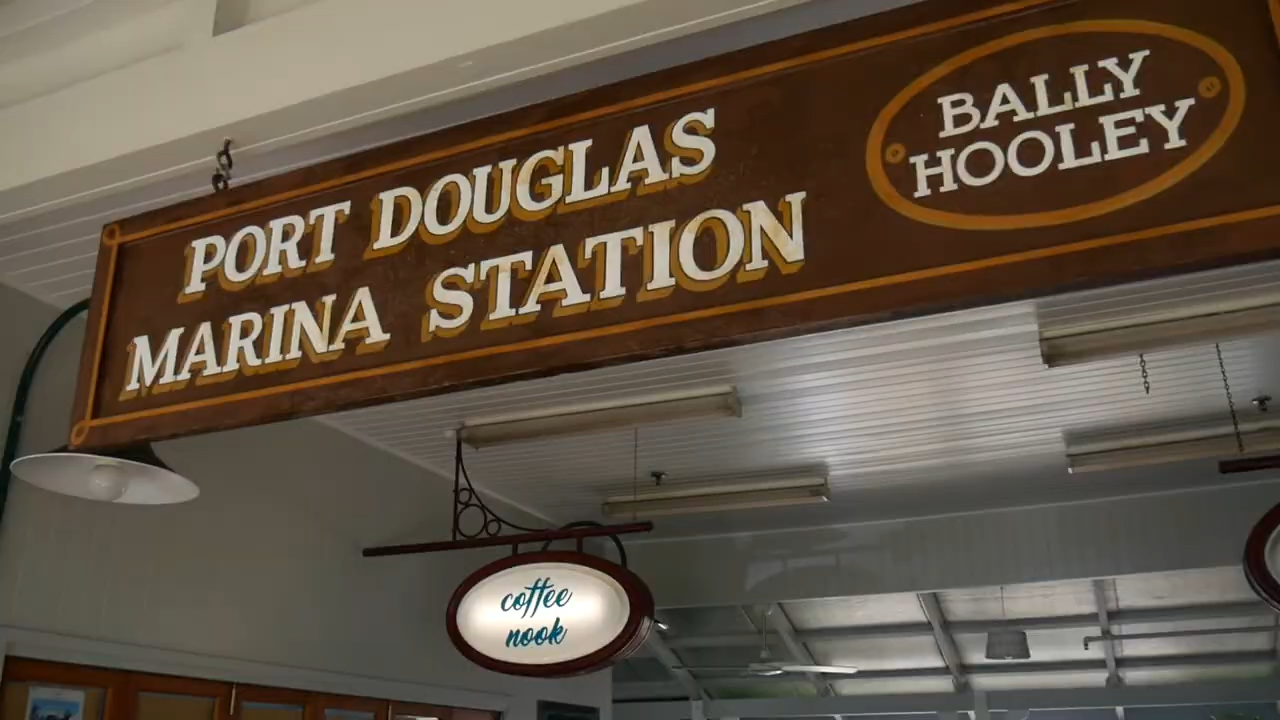 PORT DOUGLAS
MARINA STATION
BALLY
HOOLEY
coffee
nook